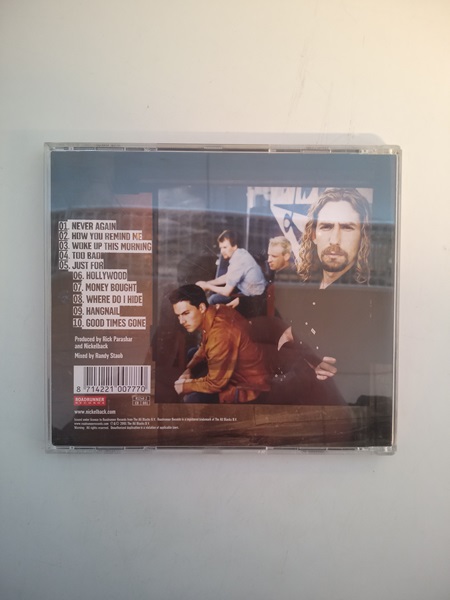 01. NEVER AGAIN
02. HOW YOU REMIND ME
03. WOKE UP THIS MORNING
04. TOO BAD
05. JUST FOR
06. HOLLYWOOD
07. MONEY BOUGHT
08. WHERE DO I HIDE
09. HANGNAIL
10. GOOD TIMES GONE
Produced by Rick Parashar
and Nickelback
Mixed by Randy Staub
8 714221 007770
ROADRUNNER
RECORDS
www.nickelback.com